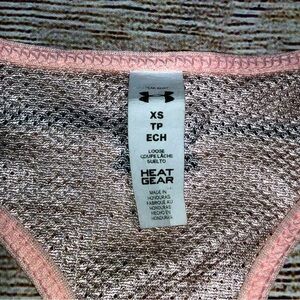 XS
TP
ECH
LOOSE
COUPE LÂCHE
SUELTO
HEAT
GEAR
MADE IN
HONDURAS
FABRIQUÉ AU
HONDURAS
HECHO EN
HONDURAS